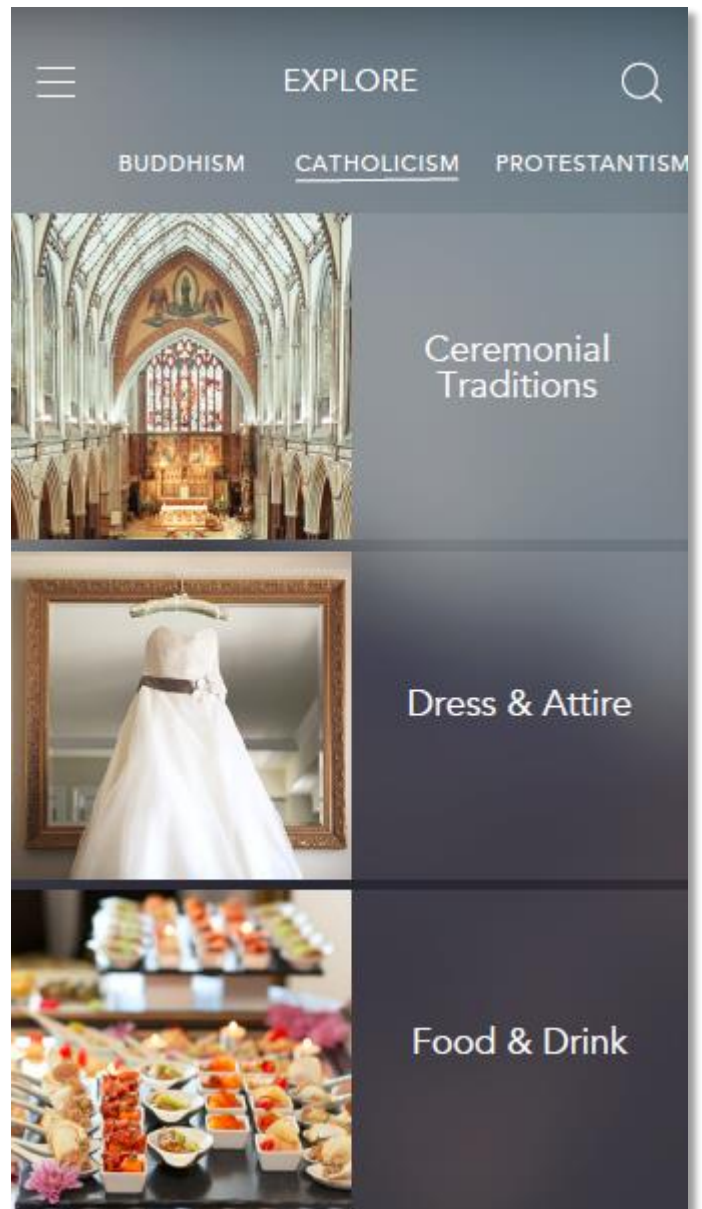 EXPLORE
BUDDHISM CATHOLICISM PROTESTANTISM
Ceremonial
Traditions
Dress & Attire
Food & Drink